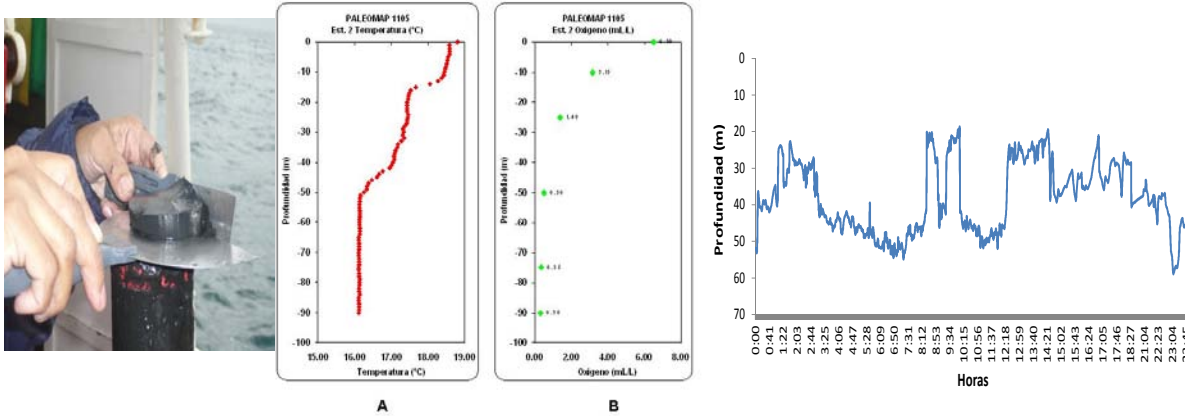 PALEOMAP 1105
Est. 2 Temperatura (°C)
Profundidad (m)
0
-10
-20
-30
-40
-50
-60
-70
-80
-90
-100
15.00 16.00 17.00 18.00 19.00
Temperatura (°C)
A
PALEOMAP 1105
Est. 2 Oxigeno (mL/L)
Profundidad (m)
0
-10
-20
-30
-40
-50
-60
-70
-80
-90
-100
0.00 2.00 4.00 6.00 8.00
Oxigeno (mL/L)
B
Profundidad (m)
0
10
20
30
40
50
60
70
0:00 0:41 1:22 2:03 2:44 3:25 4:06 4:47 5:28 6:09 6:50 7:31 8:12 8:53 9:34 10:15 10:56 11:37 12:18 12:59 13:40 14:21 15:02 15:43 16:24 17:05 17:46 18:27 21:04 22:23 23:04
Horas